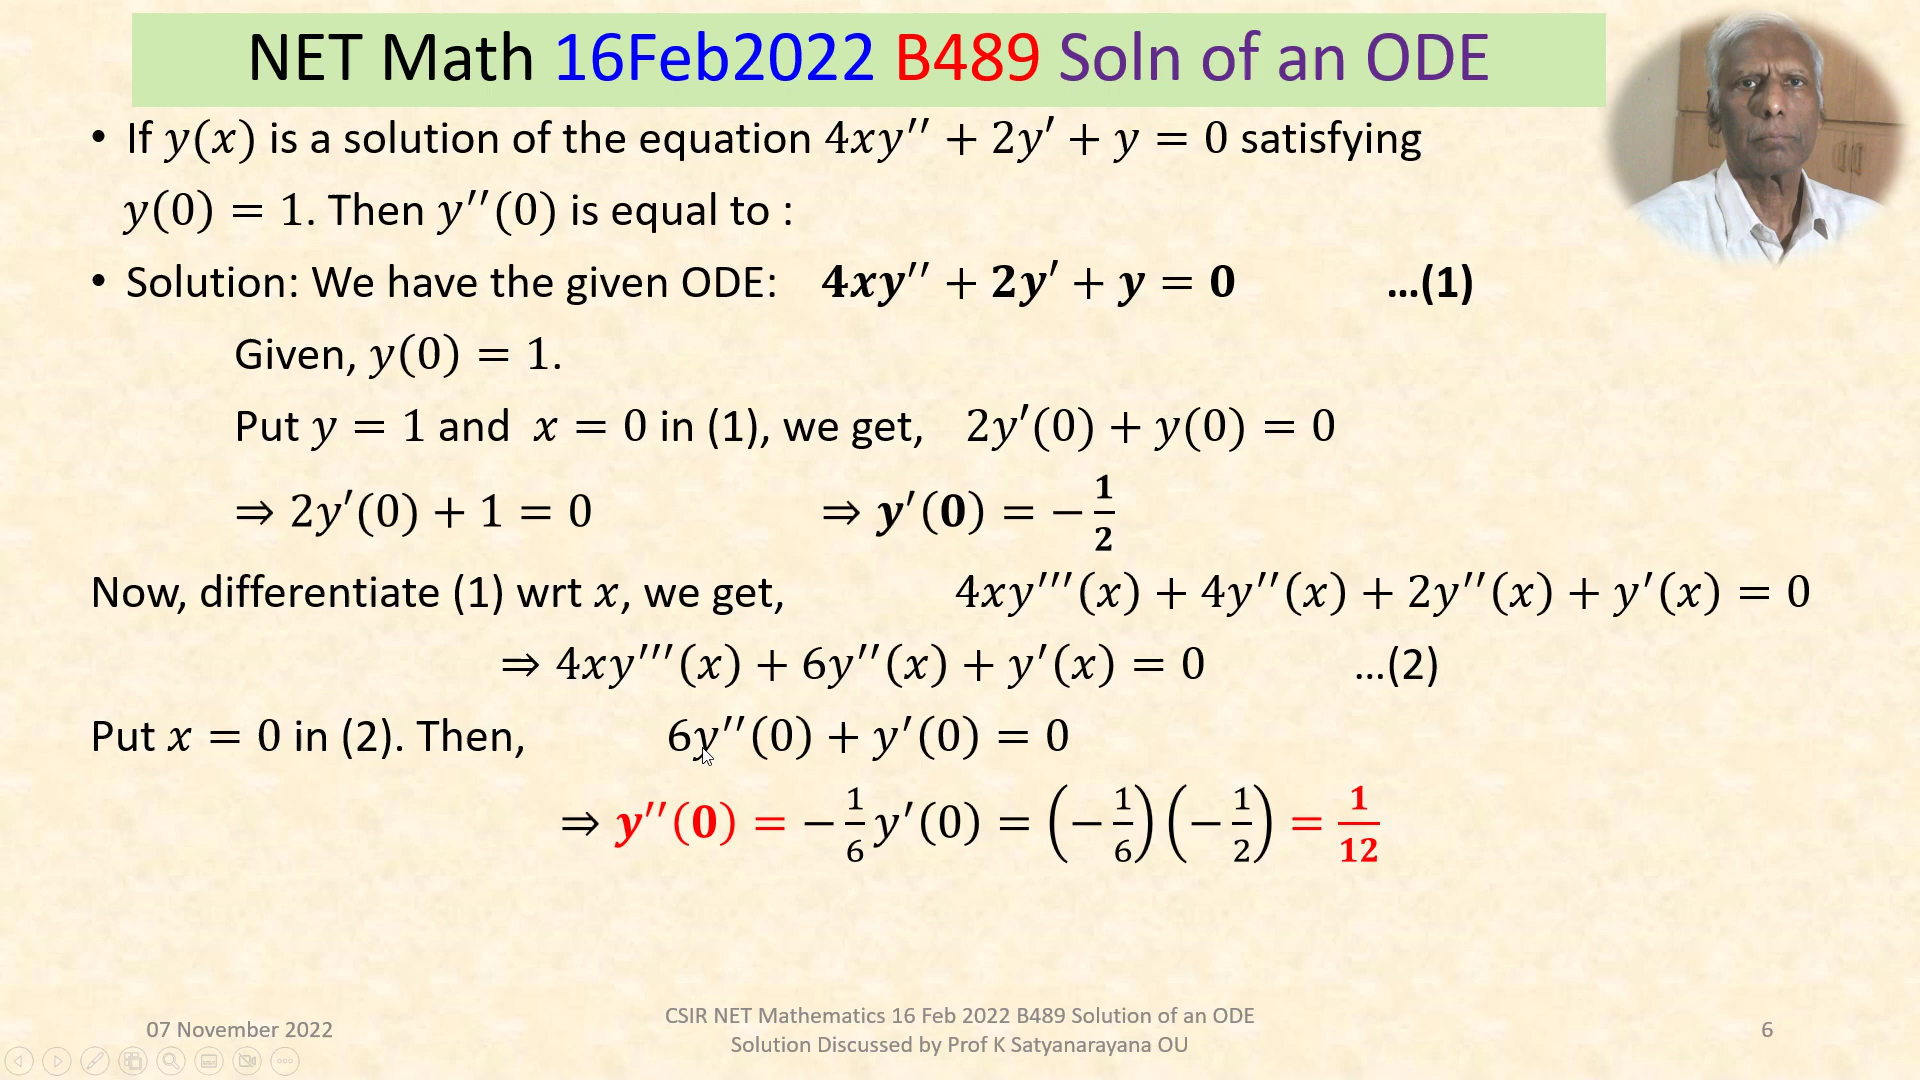 NET Math 16Feb2022 B489 Soln of an ODE
• If y(x) is a solution of the equation 4xy′′ + 2y′ + y = 0 satisfying
y(0) = 1. Then y′′(0) is equal to :
• Solution: We have the given ODE: 4xy′′ + 2y′ + y = 0 ...(1)
Given, y(0) = 1.
Put y = 1 and x = 0 in (1), we get, 2y′(0) + y(0) = 0
⇒ 2y′(0) + 1 = 0 ⇒ y′(0) = −1/2
Now, differentiate (1) wrt x, we get, 4xy′′′(x) + 4y′′(x) + 2y′′(x) + y′(x) = 0
⇒ 4xy′′′(x) + 6y′′(x) + y′(x) = 0 ...(2)
Put x = 0 in (2). Then, 6y′′(0) + y′(0) = 0
⇒ y′′(0) = −1/6 y′(0) = (−1/6)(−1/2) = 1/12
07 November 2022
CSIR NET Mathematics 16 Feb 2022 B489 Solution of an ODE
Solution Discussed by Prof K Satyanarayana OU
6